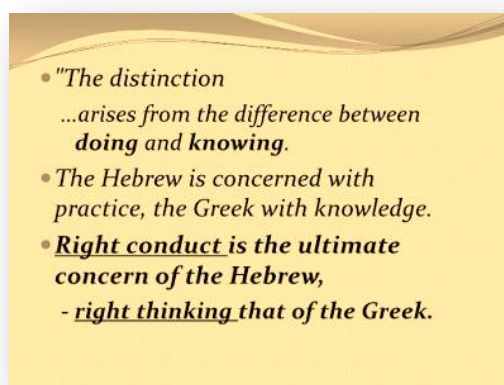 • "The distinction
...arises from the difference between
doing and knowing.
• The Hebrew is concerned with
practice, the Greek with knowledge.
• Right conduct is the ultimate
concern of the Hebrew,
- right thinking that of the Greek.